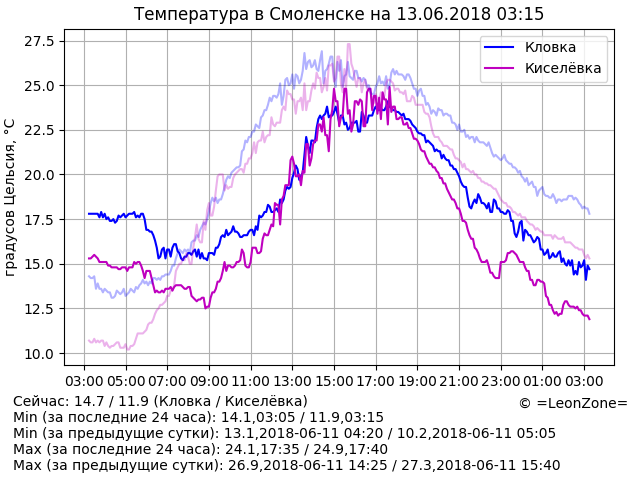 Температура в Смоленске на 13.06.2018 03:15
Кловка
Киселёвка
градусов Цельсия, °C
27.5
25.0
22.5
20.0
17.5
15.0
12.5
10.0
03:00 05:00 07:00 09:00 11:00 13:00 15:00 17:00 19:00 21:00 23:00 01:00 03:00
Сейчас: 14.7 / 11.9 (Кловка / Киселёвка)
© =LeonZone=
Min (за последние 24 часа): 14.1,03:05 / 11.9,03:15
Min (за предыдущие сутки): 13.1,2018-06-11 04:20 / 10.2,2018-06-11 05:05
Max (за последние 24 часа): 24.1,17:35 / 24.9,17:40
Max (за предыдущие сутки): 26.9,2018-06-11 14:25 / 27.3,2018-06-11 15:40